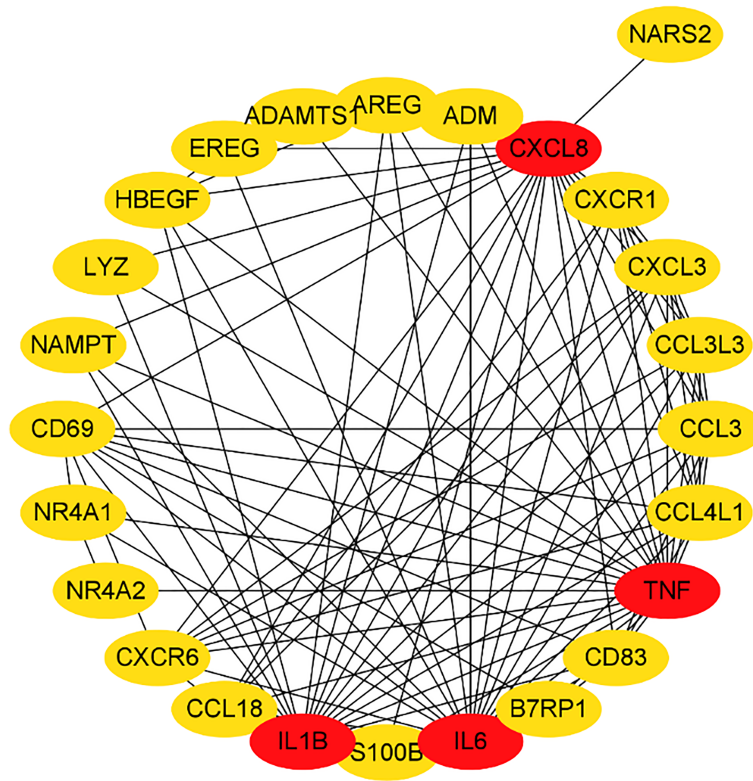 NARS2
ADAMTS1
AREG
ADM
EREG
CXCL8
HBEGF
CXCR1
LYZ
CXCL3
NAMPT
CCL3L3
CD69
CCL3
NR4A1
CCL4L1
NR4A2
TNF
CXCR6
CD83
CCL18
B7RP1
IL1B
S100B
IL6